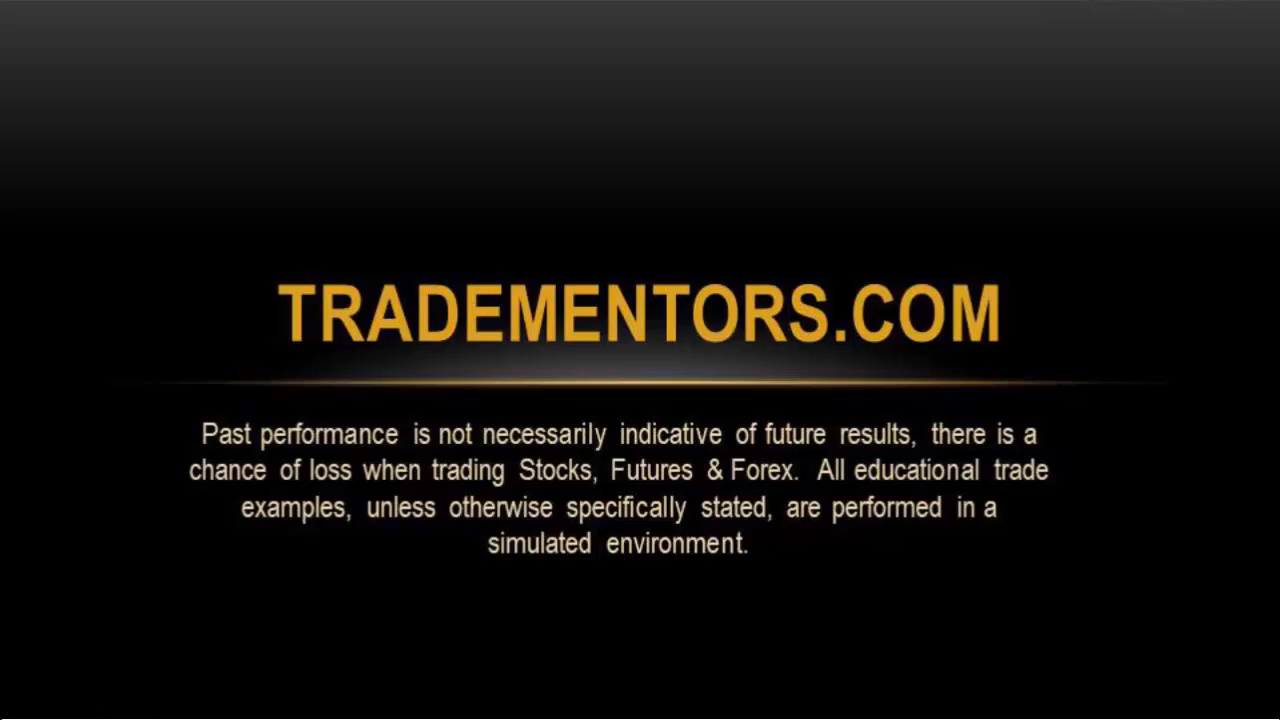 TRADEMENTORS.COM
Past performance is not necessarily indicative of future results, there is a
chance of loss when trading Stocks, Futures & Forex. All educational trade
examples, unless otherwise specifically stated, are performed in a
simulated environment.